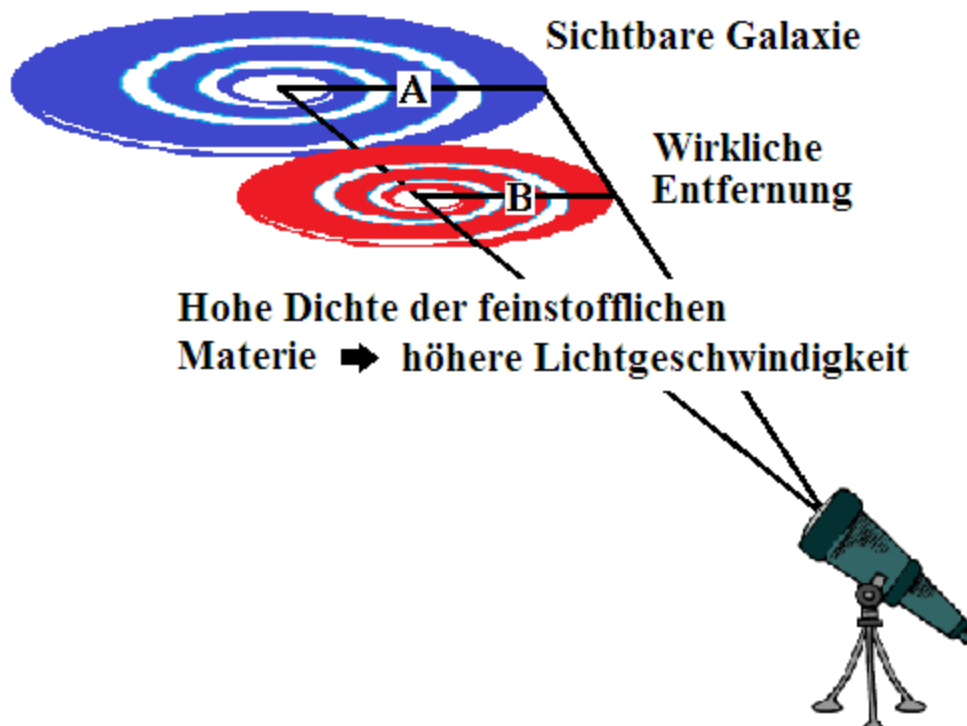 Sichtbare Galaxie
A
Wirkliche
Entfernung
B
Hohe Dichte der feinstofflichen
Materie ➡ höhere Lichtgeschwindigkeit